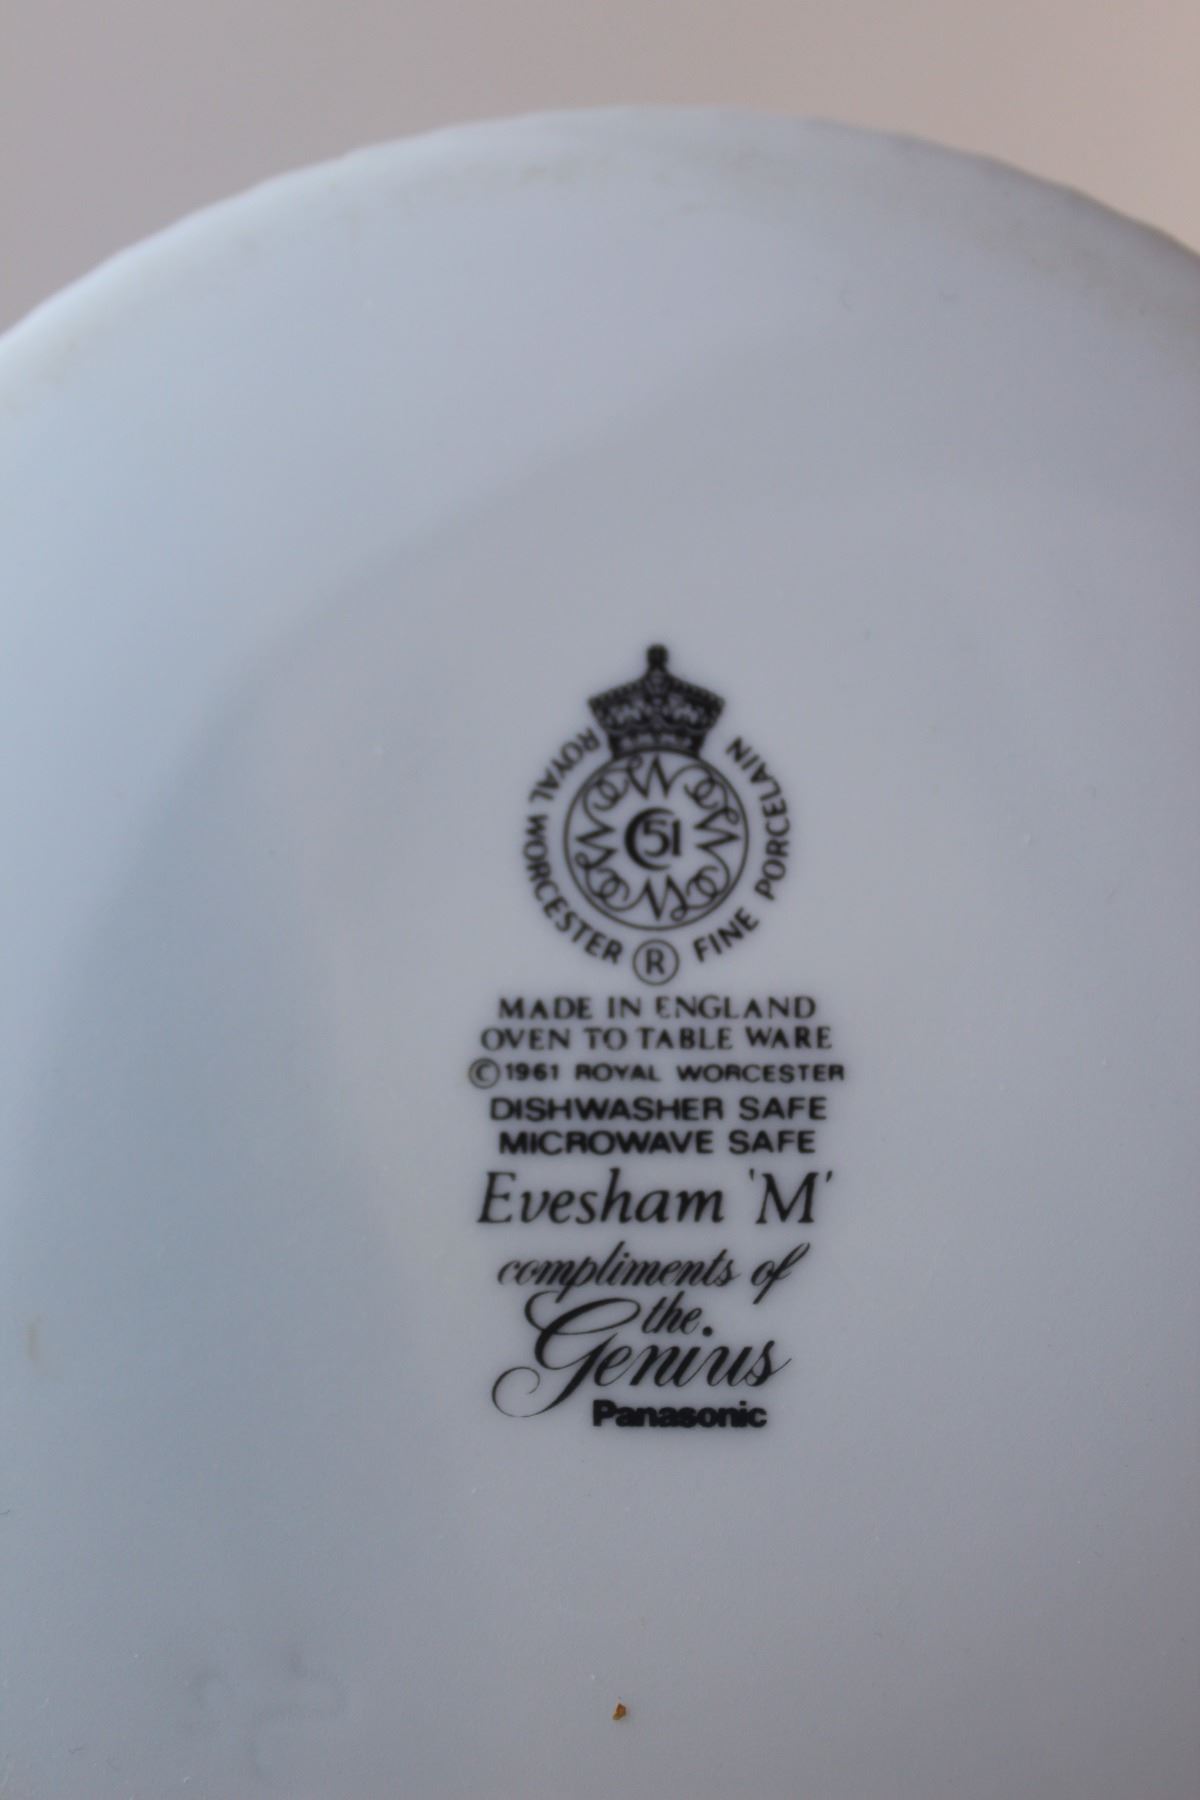 ROYAL WORCESTER ® FINE PORCELAIN
C51
MADE IN ENGLAND
OVEN TO TABLE WARE
©1961 ROYAL WORCESTER
DISHWASHER SAFE
MICROWAVE SAFE
Evesham 'M'
compliments of
the
Genius
Panasonic